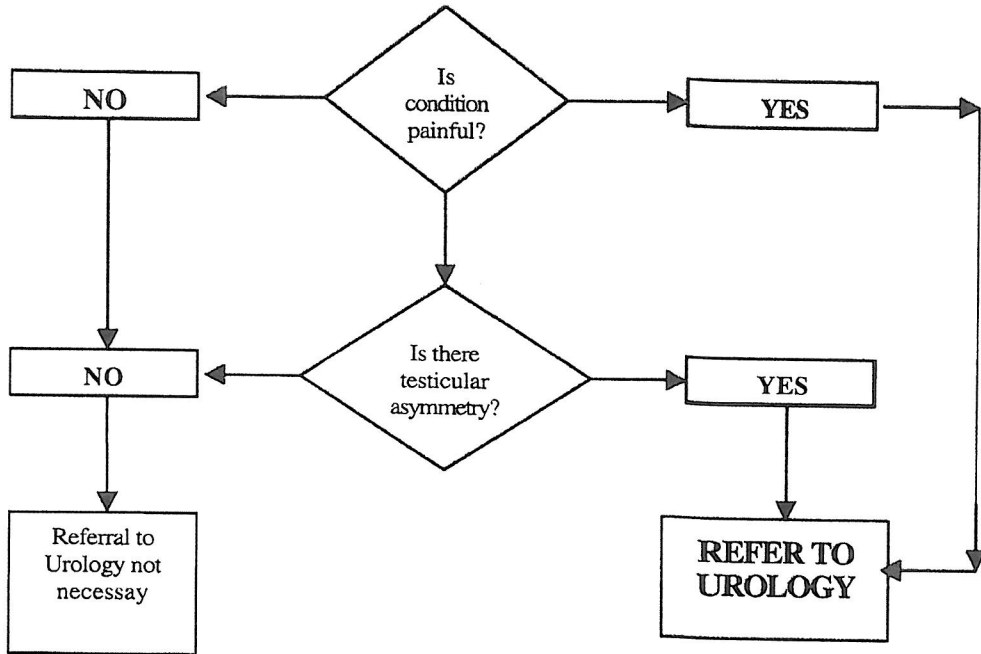 Is
condition
painful?
NO
YES
Is there
testicular
asymmetry?
NO
YES
Referral to
Urology not
necessay
REFER TO
UROLOGY